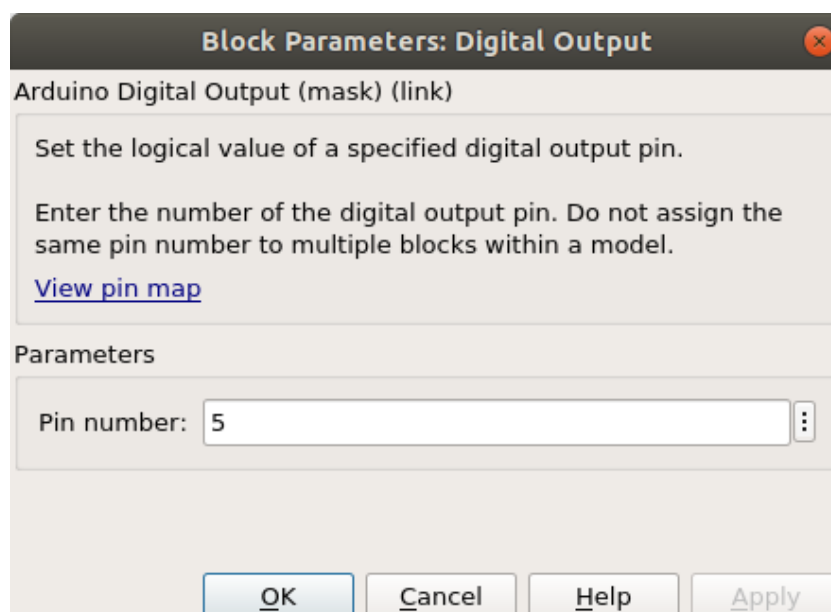 Block Parameters: Digital Output
Arduino Digital Output (mask) (link)
Set the logical value of a specified digital output pin.
Enter the number of the digital output pin. Do not assign the
same pin number to multiple blocks within a model.
View pin map
Parameters
Pin number: 5
OK Cancel Help Apply